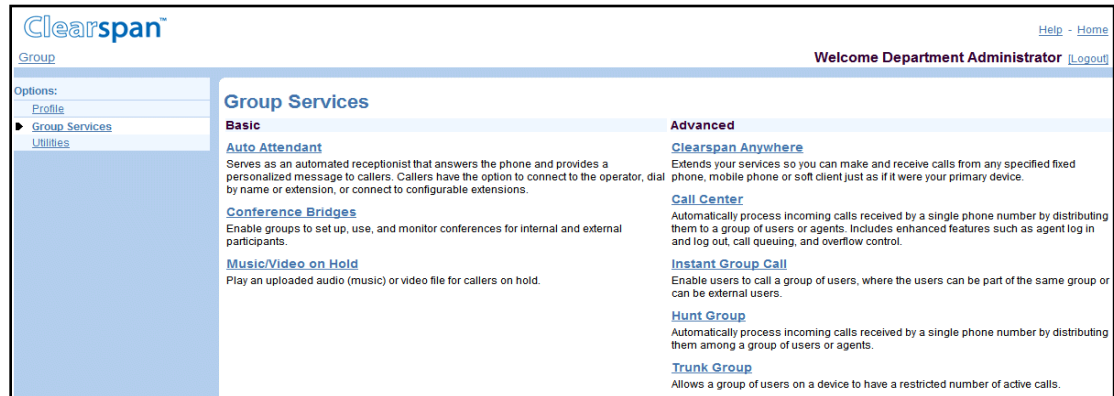 Clearspan™
Help - Home
Group
Welcome Department Administrator [Logout]
Options:
Profile
Group Services
Utilities
Group Services
Basic
Auto Attendant
Serves as an automated receptionist that answers the phone and provides a
personalized message to callers. Callers have the option to connect to the operator, dial
by name or extension, or connect to configurable extensions.
Conference Bridges
Enable groups to set up, use, and monitor conferences for internal and external
participants.
Music/Video on Hold
Play an uploaded audio (music) or video file for callers on hold.
Advanced
Clearspan Anywhere
Extends your services so you can make and receive calls from any specified fixed
phone, mobile phone or soft client just as if it were your primary device.
Call Center
Automatically process incoming calls received by a single phone number by distributing
them to a group of users or agents. Includes enhanced features such as agent log in
and log out, call queuing, and overflow control.
Instant Group Call
Enable users to call a group of users, where the users can be part of the same group or
can be external users.
Hunt Group
Automatically process incoming calls received by a single phone number by distributing
them among a group of users or agents.
Trunk Group
Allows a group of users on a device to have a restricted number of active calls.